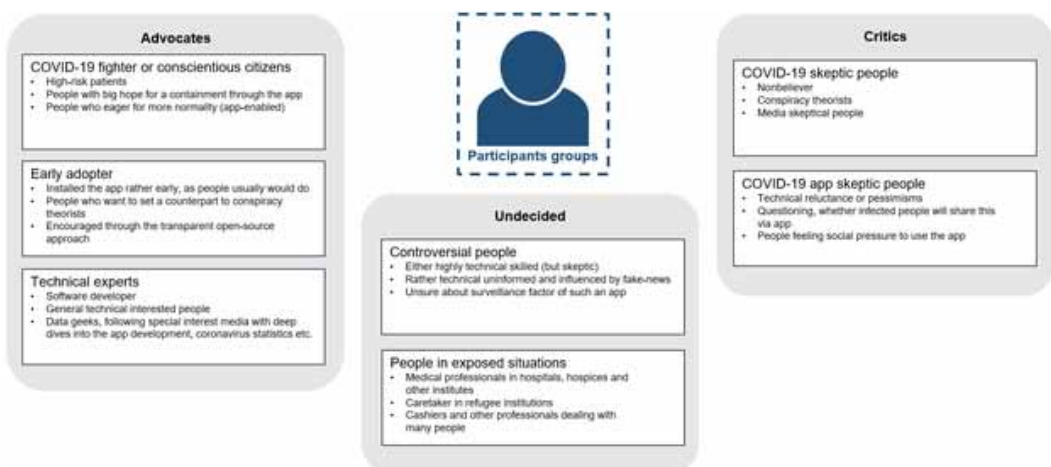 Advocates
COVID-19 fighter or conscientious citizens
• High-risk patients
• People with big hope for a containment through the app
• People who eager for more normality (app-enabled)
Early adopter
• Installed the app rather early, as people usually would do
• People who want to set a counterpart to conspiracy
theorists
• Encouraged through the transparent open-source
approach
Technical experts
• Software developer
• General technical interested people
• Data geeks, following special interest media with deep
dives into the app development, coronavirus statistics etc.
Participants groups
Undecided
Controversial people
• Either highly technical skilled (but skeptic)
• Rather technical uninformed and influenced by fake-news
• Unsure about surveillance factor of such an app
People in exposed situations
• Medical professionals in hospitals, hospices and
other institutes
• Caretaker in refugee institutions
• Cashiers and other professionals dealing with
many people
Critics
COVID-19 skeptic people
• Nonbeliever
• Conspiracy theorists
• Media skeptical people
COVID-19 app skeptic people
• Technical reluctance or pessimisms
• Questioning, whether infected people will share this
via app
• People feeling social pressure to use the app